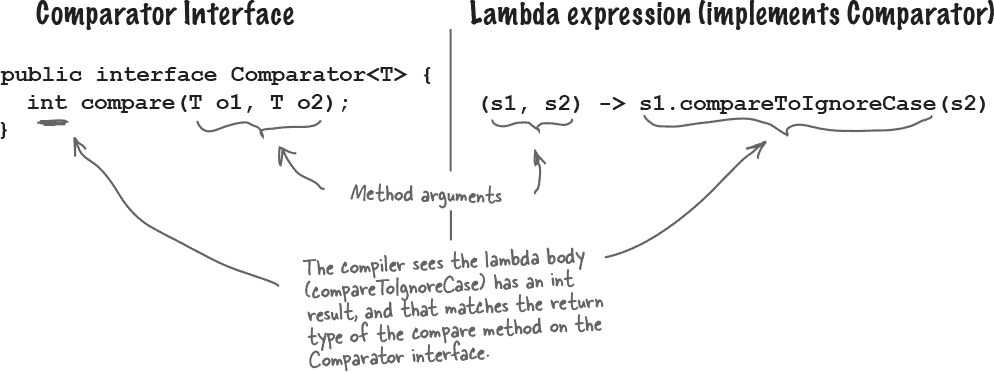 Comparator Interface
public interface Comparator<T> {
int compare(T o1, T o2);
}
Lambda expression (implements Comparator)
(s1, s2) -> s1.compareToIgnoreCase(s2)
Method arguments
The compiler sees the lambda body
(compareToIgnoreCase) has an int
result, and that matches the return
type of the compare method on the
Comparator interface.